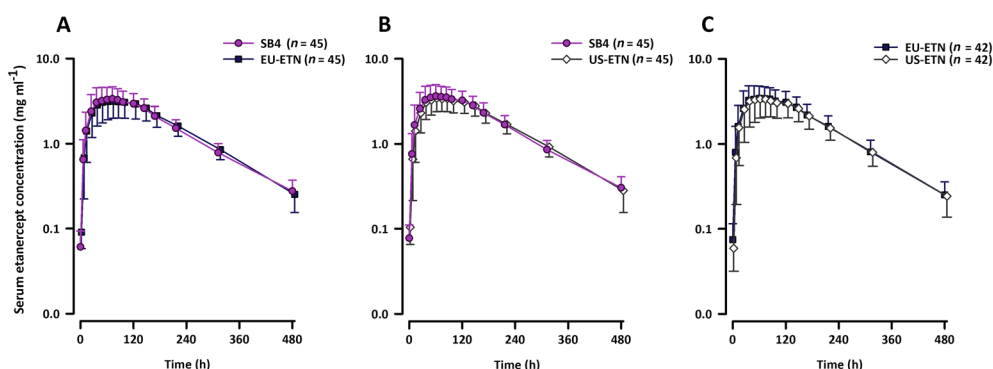 A
SB4 (n = 45)
EU-ETN (n = 45)
B
SB4 (n = 45)
US-ETN (n = 45)
C
EU-ETN (n = 42)
US-ETN (n = 42)
Serum etanercept concentration (mg ml-1)
10.0
1.0
0.1
0.0
0 120 240 360 480
Time (h)
10.0
1.0
0.1
0.0
0 120 240 360 480
Time (h)
10.0
1.0
0.1
0.0
0 120 240 360 480
Time (h)